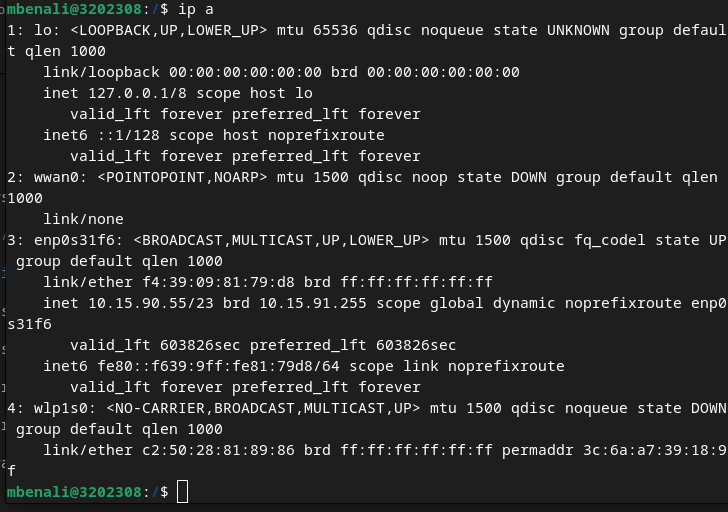 mbenali@3202308:/$ ip a
1: lo: <LOOPBACK,UP,LOWER_UP> mtu 65536 qdisc noqueue state UNKNOWN group defaul
t qlen 1000
    link/loopback 00:00:00:00:00:00 brd 00:00:00:00:00:00
    inet 127.0.0.1/8 scope host lo
       valid_lft forever preferred_lft forever
    inet6 ::1/128 scope host noprefixroute
       valid_lft forever preferred_lft forever
2: wwan0: <POINTOPOINT,NOARP> mtu 1500 qdisc noop state DOWN group default qlen
1000
    link/none
3: enp0s31f6: <BROADCAST,MULTICAST,UP,LOWER_UP> mtu 1500 qdisc fq_codel state UP
 group default qlen 1000
    link/ether f4:39:09:81:79:d8 brd ff:ff:ff:ff:ff:ff
    inet 10.15.90.55/23 brd 10.15.91.255 scope global dynamic noprefixroute enp0
s31f6
       valid_lft 603826sec preferred_lft 603826sec
    inet6 fe80::f639:9ff:fe81:79d8/64 scope link noprefixroute
       valid_lft forever preferred_lft forever
4: wlp1s0: <NO-CARRIER,BROADCAST,MULTICAST,UP> mtu 1500 qdisc noqueue state DOWN
 group default qlen 1000
    link/ether c2:50:28:81:89:86 brd ff:ff:ff:ff:ff:ff permaddr 3c:6a:a7:39:18:9
f
mbenali@3202308:/$